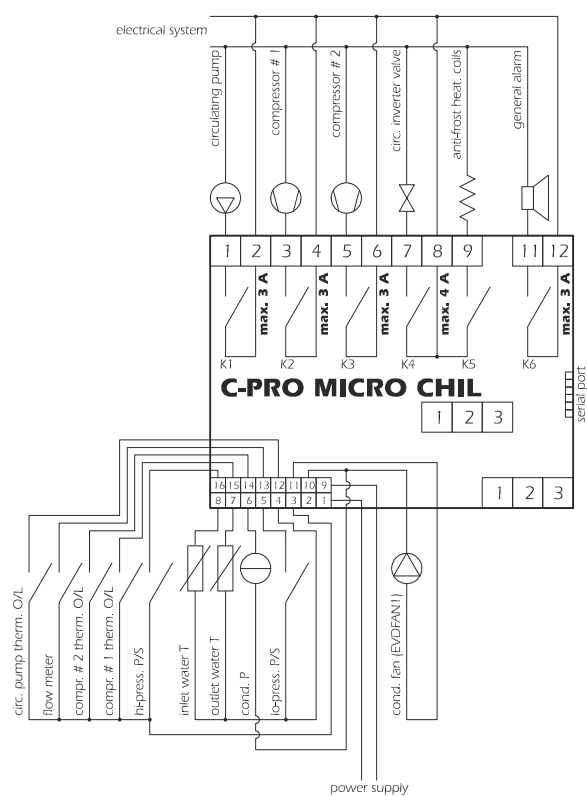 electrical system
circulating pump
compressor # 1
compressor # 2
circ. inverter valve
anti-frost heat. coils
general alarm
1 2 3 4 5 6 7 8 9 11 12
max. 3 A
max. 3 A
max. 3 A
max. 4 A
max. 3 A
K1 K2 K3 K4 K5 K6
C-PRO MICRO CHIL
serial port
1 2 3
1 2 3
16 15 14 13 12 11 10 9
8 7 6 5 4 3 2 1
circ. pump therm. O/L
flow meter
compr. # 2 therm. O/L
compr. # 1 therm. O/L
hi-press. P/S
inlet water T
outlet water T
cond. P
lo-press. P/S
cond. fan (EVDFAN1)
power supply